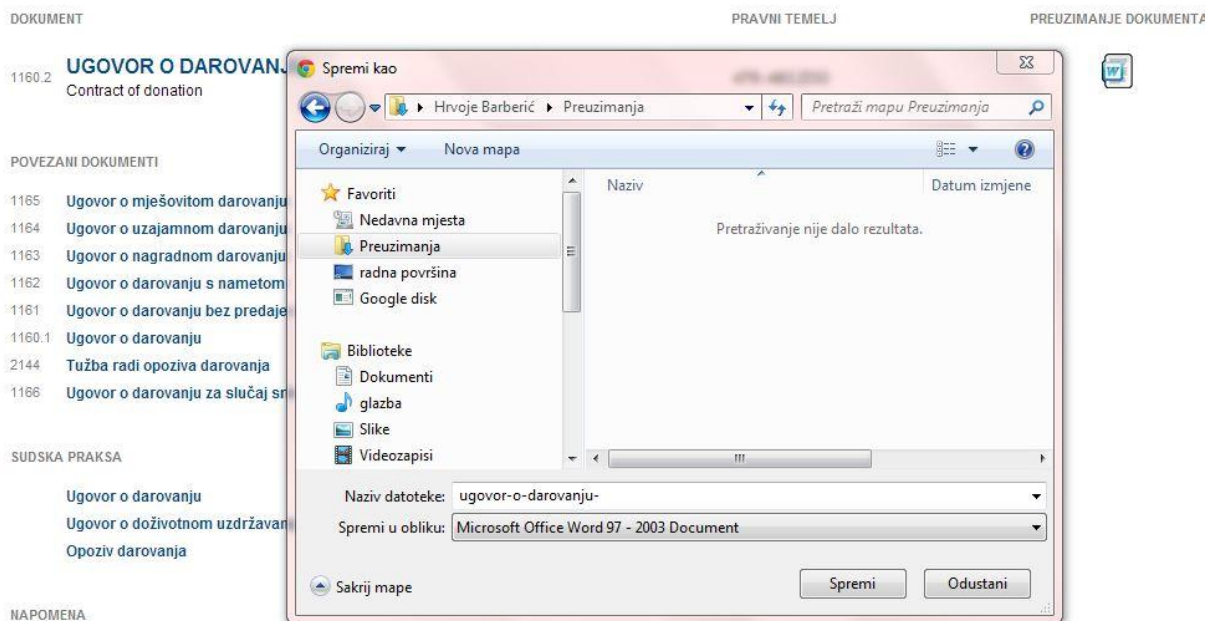 DOKUMENT PRAVNI TEMELJ PREUZIMANJE DOKUMENTA
1160.2 UGOVOR O DAROVANJ
Contract of donation
POVEZANI DOKUMENTI
1165 Ugovor o mješovitom darovanju
1164 Ugovor o uzajamnom darovanju
1163 Ugovor o nagradnom darovanju
1162 Ugovor o darovanju s nametom
1161 Ugovor o darovanju bez predaje
1160.1 Ugovor o darovanju
2144 Tužba radi opoziva darovanja
1166 Ugovor o darovanju za slučaj
SUDSKA PRAKSA
Ugovor o darovanju
Ugovor o doživotnom
Opoziv darovanja
NAPOMENA
Spremi kao
Hrvoje Barberić Preuzimanja Pretraži mapu Preuzimanja
Organiziraj Nova mapa
Favoriti
Nedavna mjesta
Preuzimanja
radna površina
Google disk
Biblioteke
Dokumenti
glazba
Slike
Videozapisi
Naziv Datum izmjene
Pretraživanje nije dalo rezultata.
Naziv datoteke: ugovor-o-darovanju-
Spremi u obliku: Microsoft Office Word 97 - 2003 Document
Sakrij mape Spremi Odustani